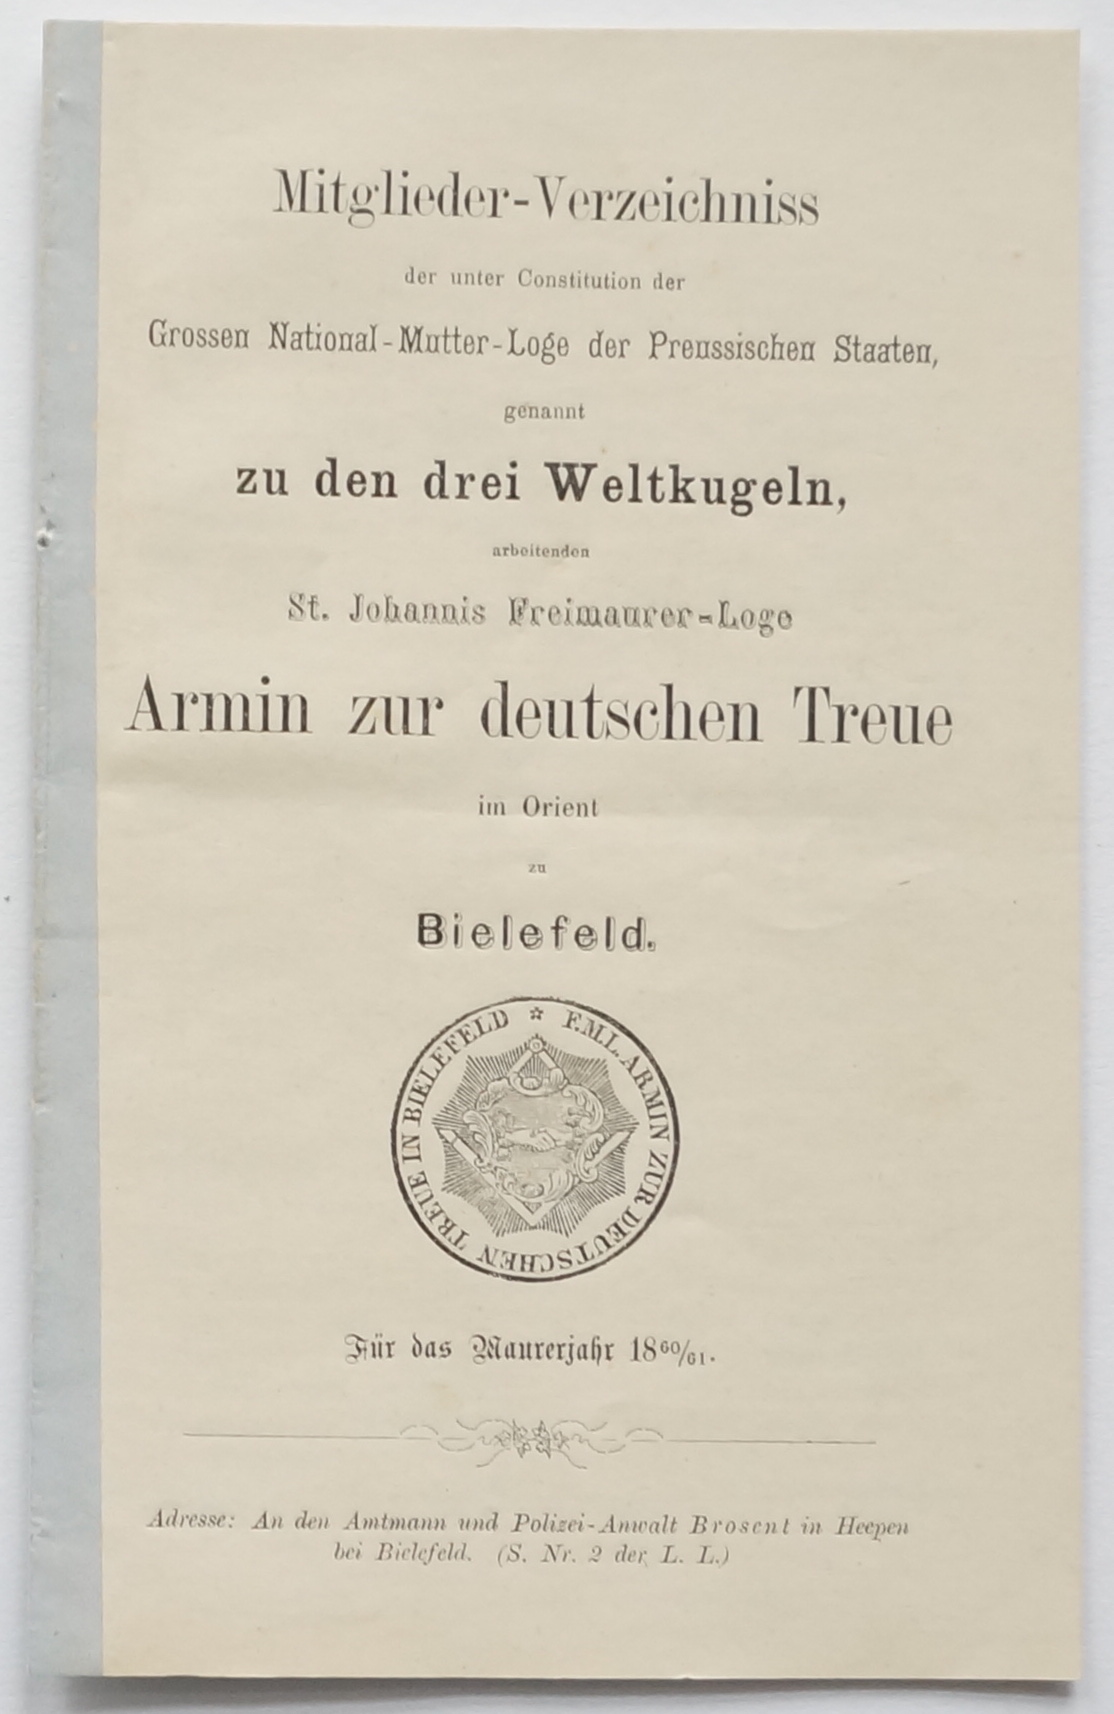 Mitglieder-Verzeichniss
der unter Constitution der
Grossen National-Mutter-Loge der Preussischen Staaten,
genannt
zu den drei Weltkugeln,
arbeitenden
St. Johannis Freimaurer-Loge
Armin zur deutschen Treue
im Orient
zu
Bielefeld.
* F.M.L. ARMIN ZUR DEUTSCHEN TREUE IN BIELEFELD
Für das Maurerjahr 18⁶⁰/₆₁.
Adresse: An den Amtmann und Polizei-Anwalt Brosent in Heepen
bei Bielefeld. (S. Nr. 2 der L. L.)